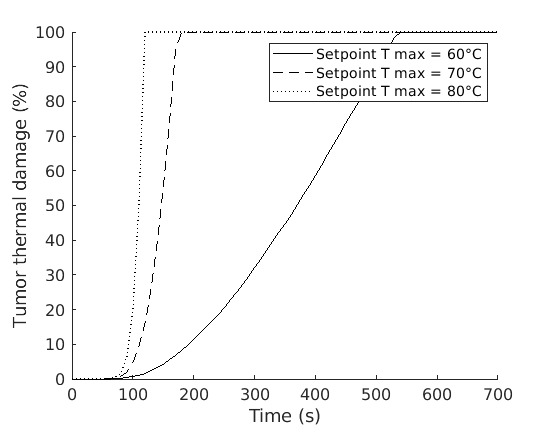 100
90
80
70
60
50
40
30
20
10
0
Tumor thermal damage (%)
Setpoint T max = 60°C
Setpoint T max = 70°C
Setpoint T max = 80°C
0 100 200 300 400 500 600 700
Time (s)